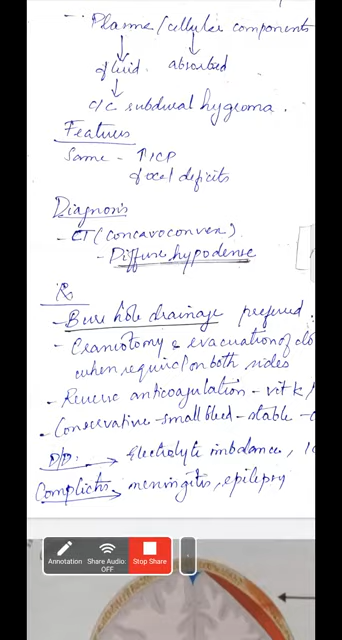 - Plasma/cellular components
↓ ↓
fluid. absorbed
↓
c/c subdural hygroma.
Features
Same - ↑ICP
focal deficits
Diagnosis
- CT (concavoconvex)
- Diffuse hypodense
Rx
- Burr hole drainage preferred
- Craniotomy & evacuation of clo
when required on both sides
- Reverse anticoagulation - vit K/
- Conservative - small bleed - stable -
D/D: → Electrolyte imbalance,
Complictns → meningitis, epilepsy
Annotation
Share Audio: OFF
Stop Share